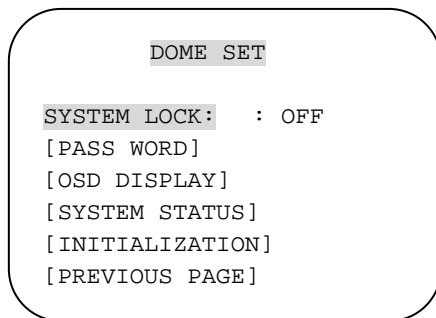 DOME SET
SYSTEM LOCK: : OFF
[PASS WORD]
[OSD DISPLAY]
[SYSTEM STATUS]
[INITIALIZATION]
[PREVIOUS PAGE]